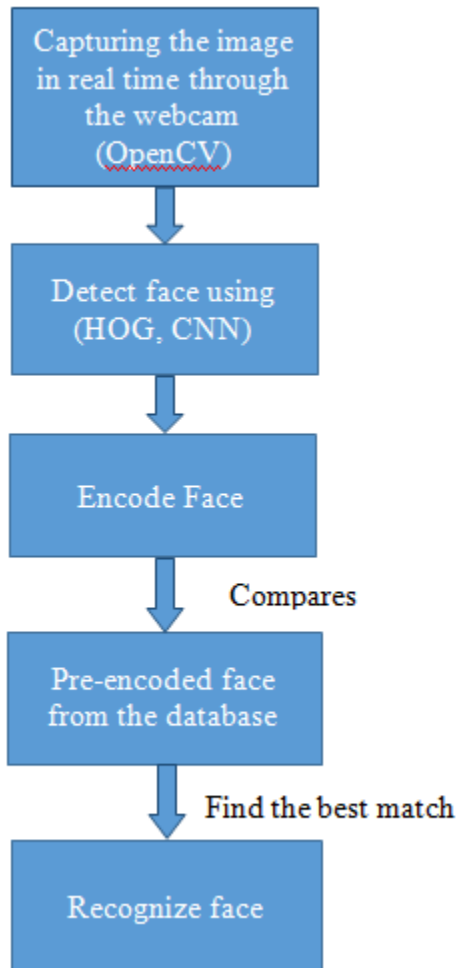 Capturing the image
in real time through
the webcam
(OpenCV)
Detect face using
(HOG, CNN)
Encode Face
Compares
Pre-encoded face
from the database
Find the best match
Recognize face